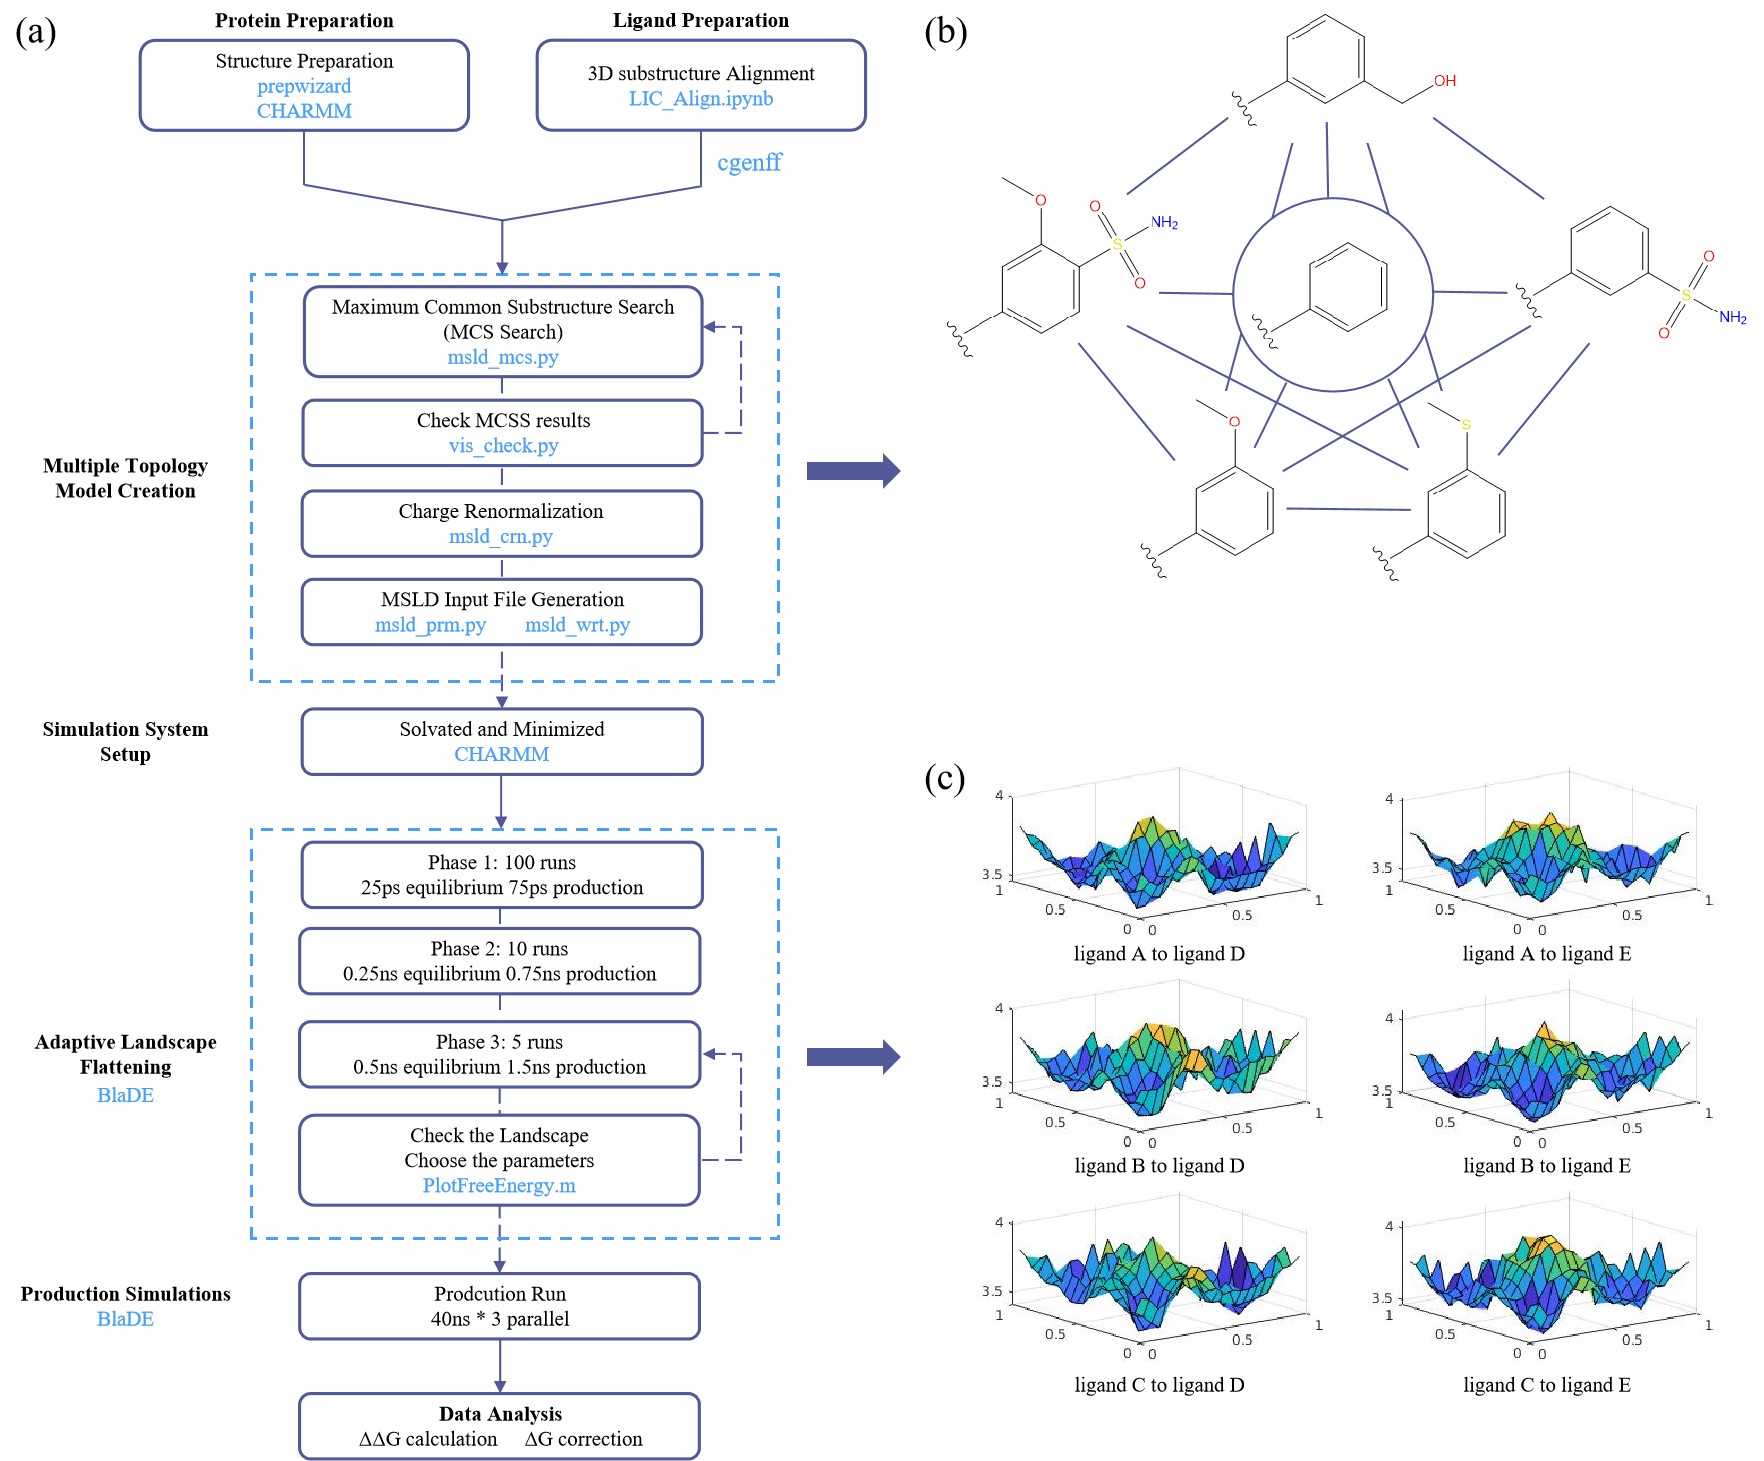 (a)
Protein Preparation
Structure Preparation
prepwizard
CHARMM
Ligand Preparation
3D substructure Alignment
LIC_Align.ipynb
cgenff
Multiple Topology
Model Creation
Maximum Common Substructure Search
(MCS Search)
msld_mcs.py
Check MCSS results
vis_check.py
Charge Renormalization
msld_crn.py
MSLD Input File Generation
msld_prm.py msld_wrt.py
Simulation System
Setup
Solvated and Minimized
CHARMM
Adaptive Landscape
Flattening
BlaDE
Phase 1: 100 runs
25ps equilibrium 75ps production
Phase 2: 10 runs
0.25ns equilibrium 0.75ns production
Phase 3: 5 runs
0.5ns equilibrium 1.5ns production
Check the Landscape
Choose the parameters
PlotFreeEnergy.m
Production Simulations
BlaDE
Prodcution Run
40ns * 3 parallel
Data Analysis
ΔΔG calculation ΔG correction
(b)
OH
O
O
S
NH2
O
O
S
NH2
O
O
S
(c)
4
3.5
1
0.5
0 0
0.5
1
ligand A to ligand D
4
3.5
1
0.5
0 0
0.5
1
ligand A to ligand E
4
3.5
1
0.5
0 0
0.5
1
ligand B to ligand D
4
3.5
1
0.5
0 0
0.5
1
ligand B to ligand E
4
3.5
1
0.5
0 0
0.5
1
ligand C to ligand D
4
3.5
1
0.5
0 0
0.5
1
ligand C to ligand E